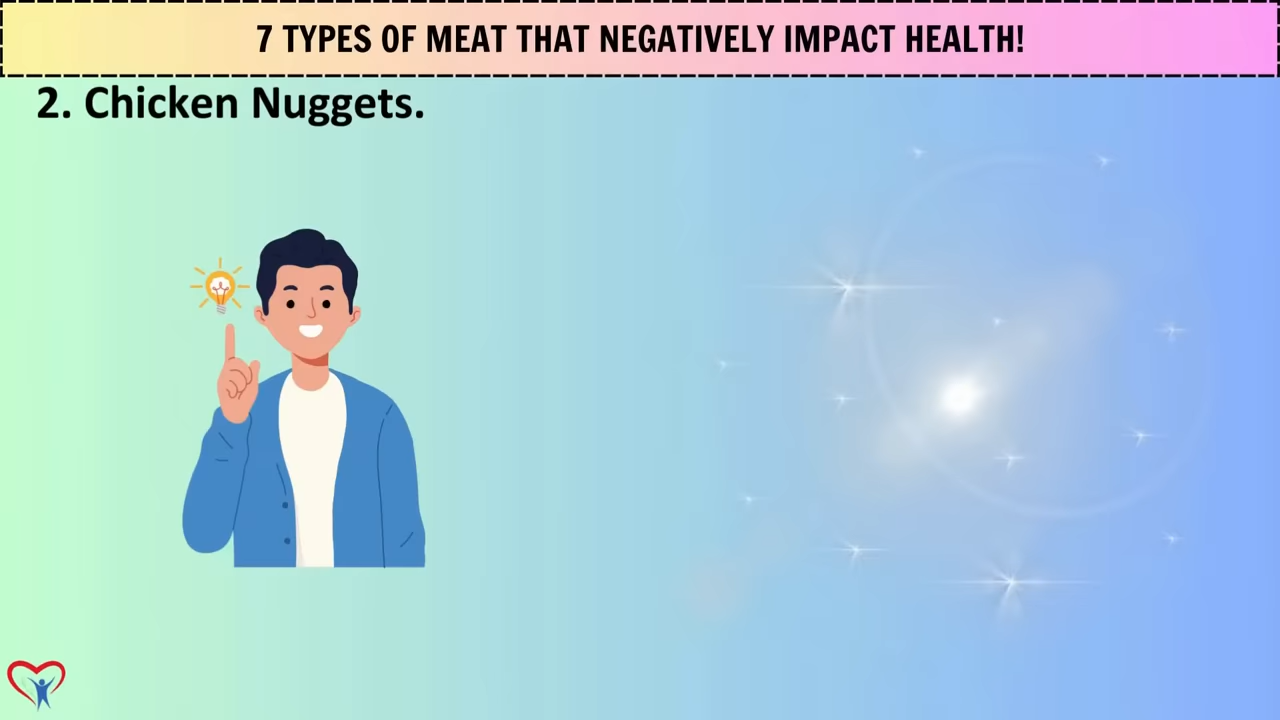 7 TYPES OF MEAT THAT NEGATIVELY IMPACT HEALTH!
2. Chicken Nuggets.